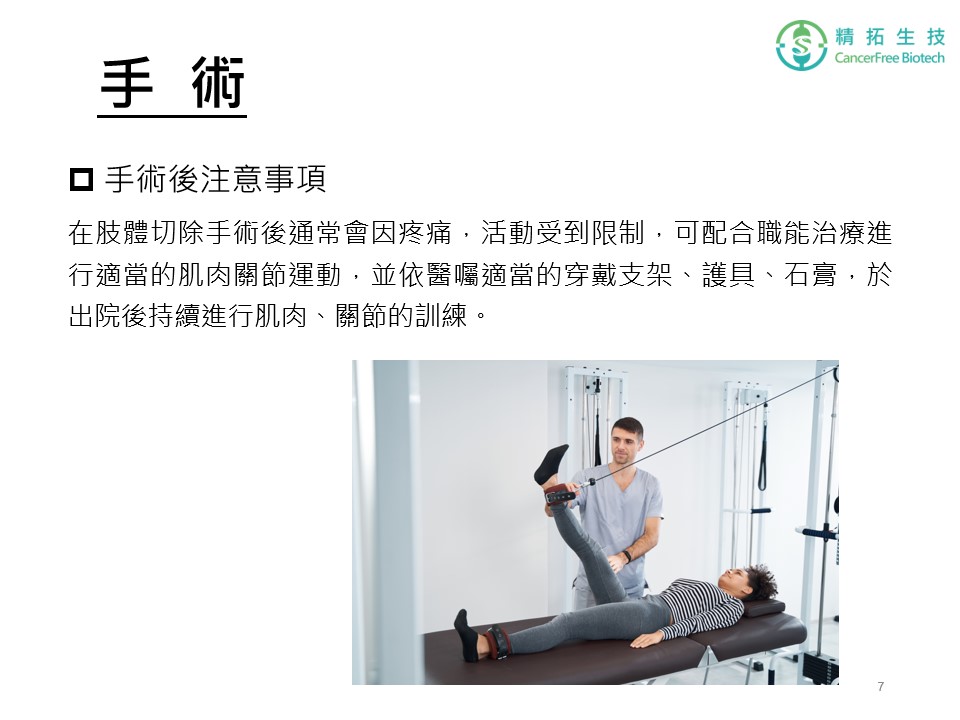 精拓生技
CancerFree Biotech
手 術
手術後注意事項
在肢體切除手術後通常會因疼痛，活動受到限制，可配合職能治療進
行適當的肌肉關節運動，並依醫囑適當的穿戴支架、護具、石膏，於
出院後持續進行肌肉、關節的訓練。
7